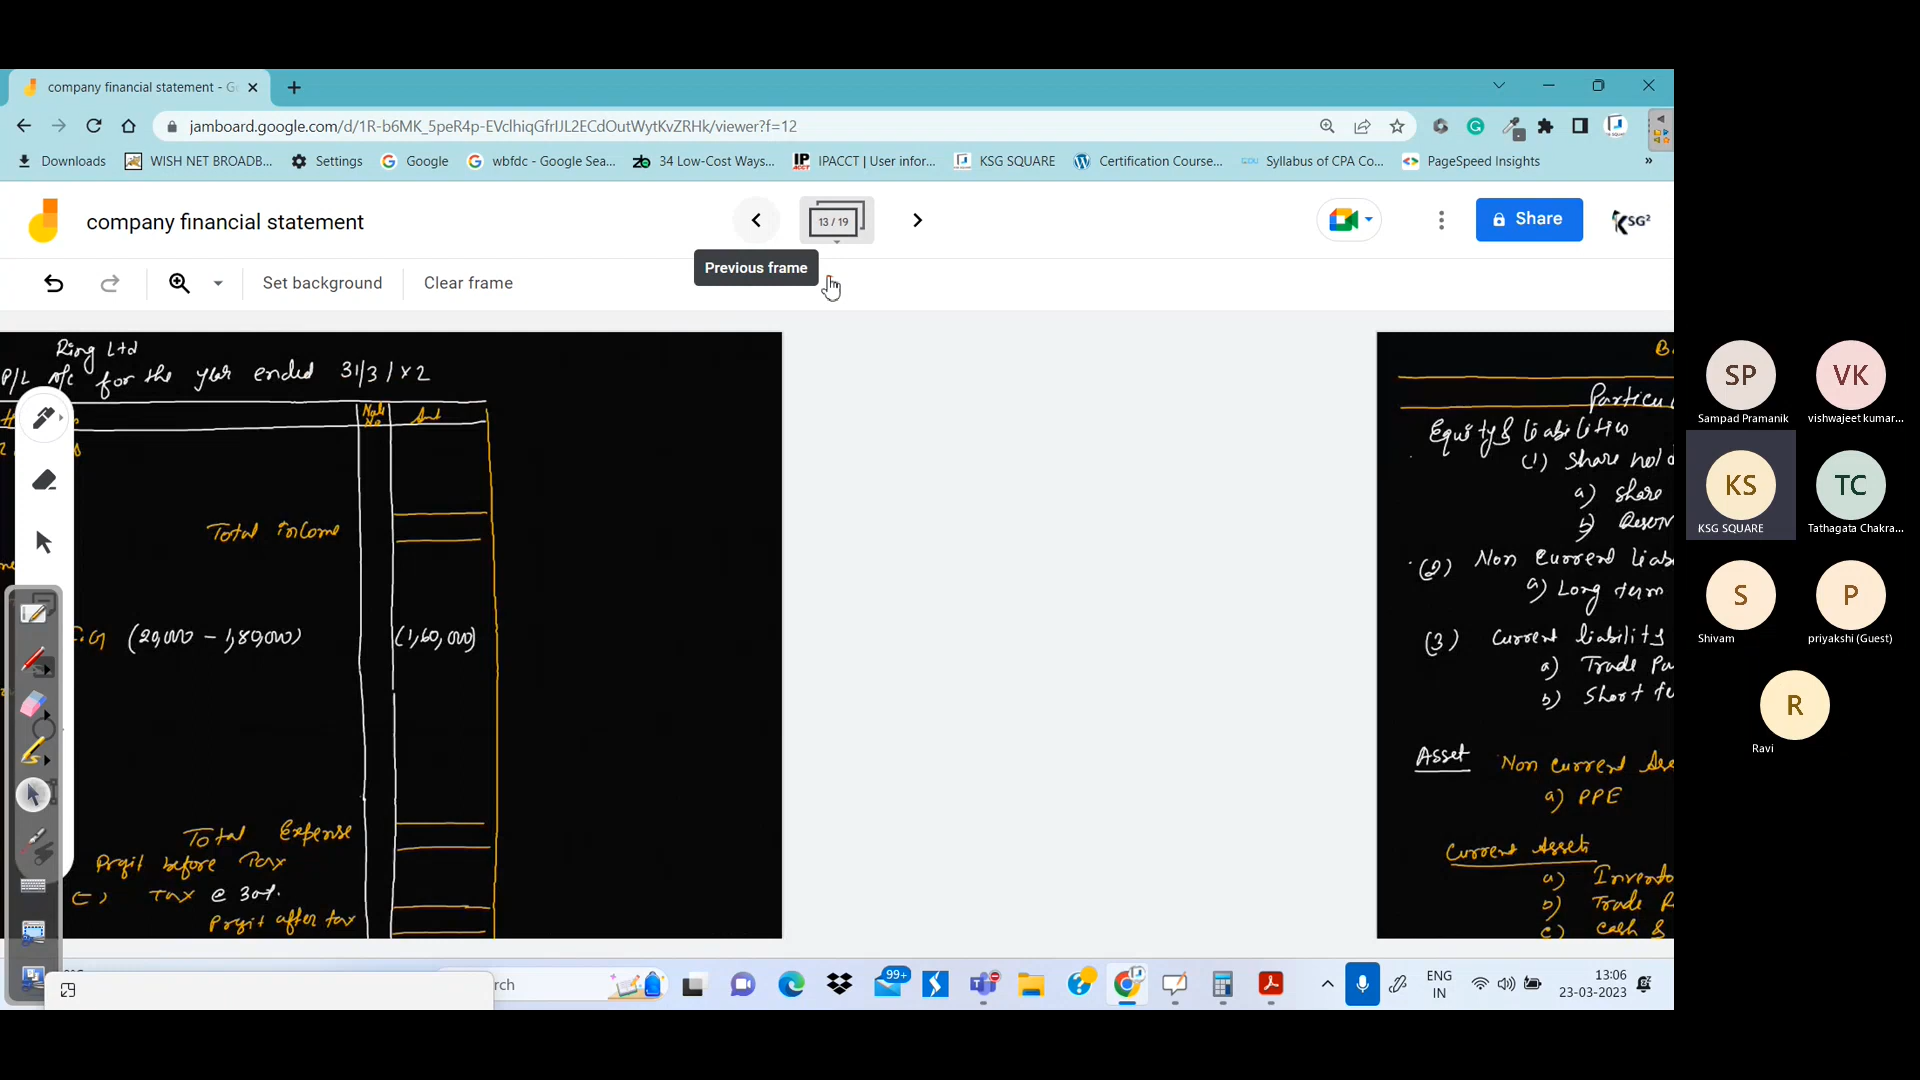 company financial statement - G
jamboard.google.com/d/1R-b6MK_5peR4p-EVclhiqGfrIJL2ECdOutWytKvZRHk/viewer?f=12
Downloads
WISH NET BROADB...
Settings
Google
wbfdc - Google Sea...
34 Low-Cost Ways...
IPACCT | User infor...
KSG SQUARE
Certification Course...
Syllabus of CPA Co...
PageSpeed Insights
»
company financial statement
13 / 19
Share
KSG²
Previous frame
Set background
Clear frame
Ring Ltd
P/L A/c for the year ended 31/3/x2
Note No
Amt
Total income
(20,000 - 1,80,000)
(1,60,000)
Total Expense
Profit before Tax
(-) Tax @ 30%.
Profit after tax
Particu
Equity & liabilities
(1) Share hold
a) Share
b) Reserv
(2) Non Current liab
a) Long term
(3) Current liability
a) Trade Pa
b) Short te
Asset
Non Current Ass
a) PPE
Current Assets
a) Invento
b) Trade R
c) Cash &
SP
Sampad Pramanik
VK
vishwajeet kumar...
KS
KSG SQUARE
TC
Tathagata Chakra...
S
Shivam
P
priyakshi (Guest)
R
Ravi
rch
99+
ENG
IN
13:06
23-03-2023